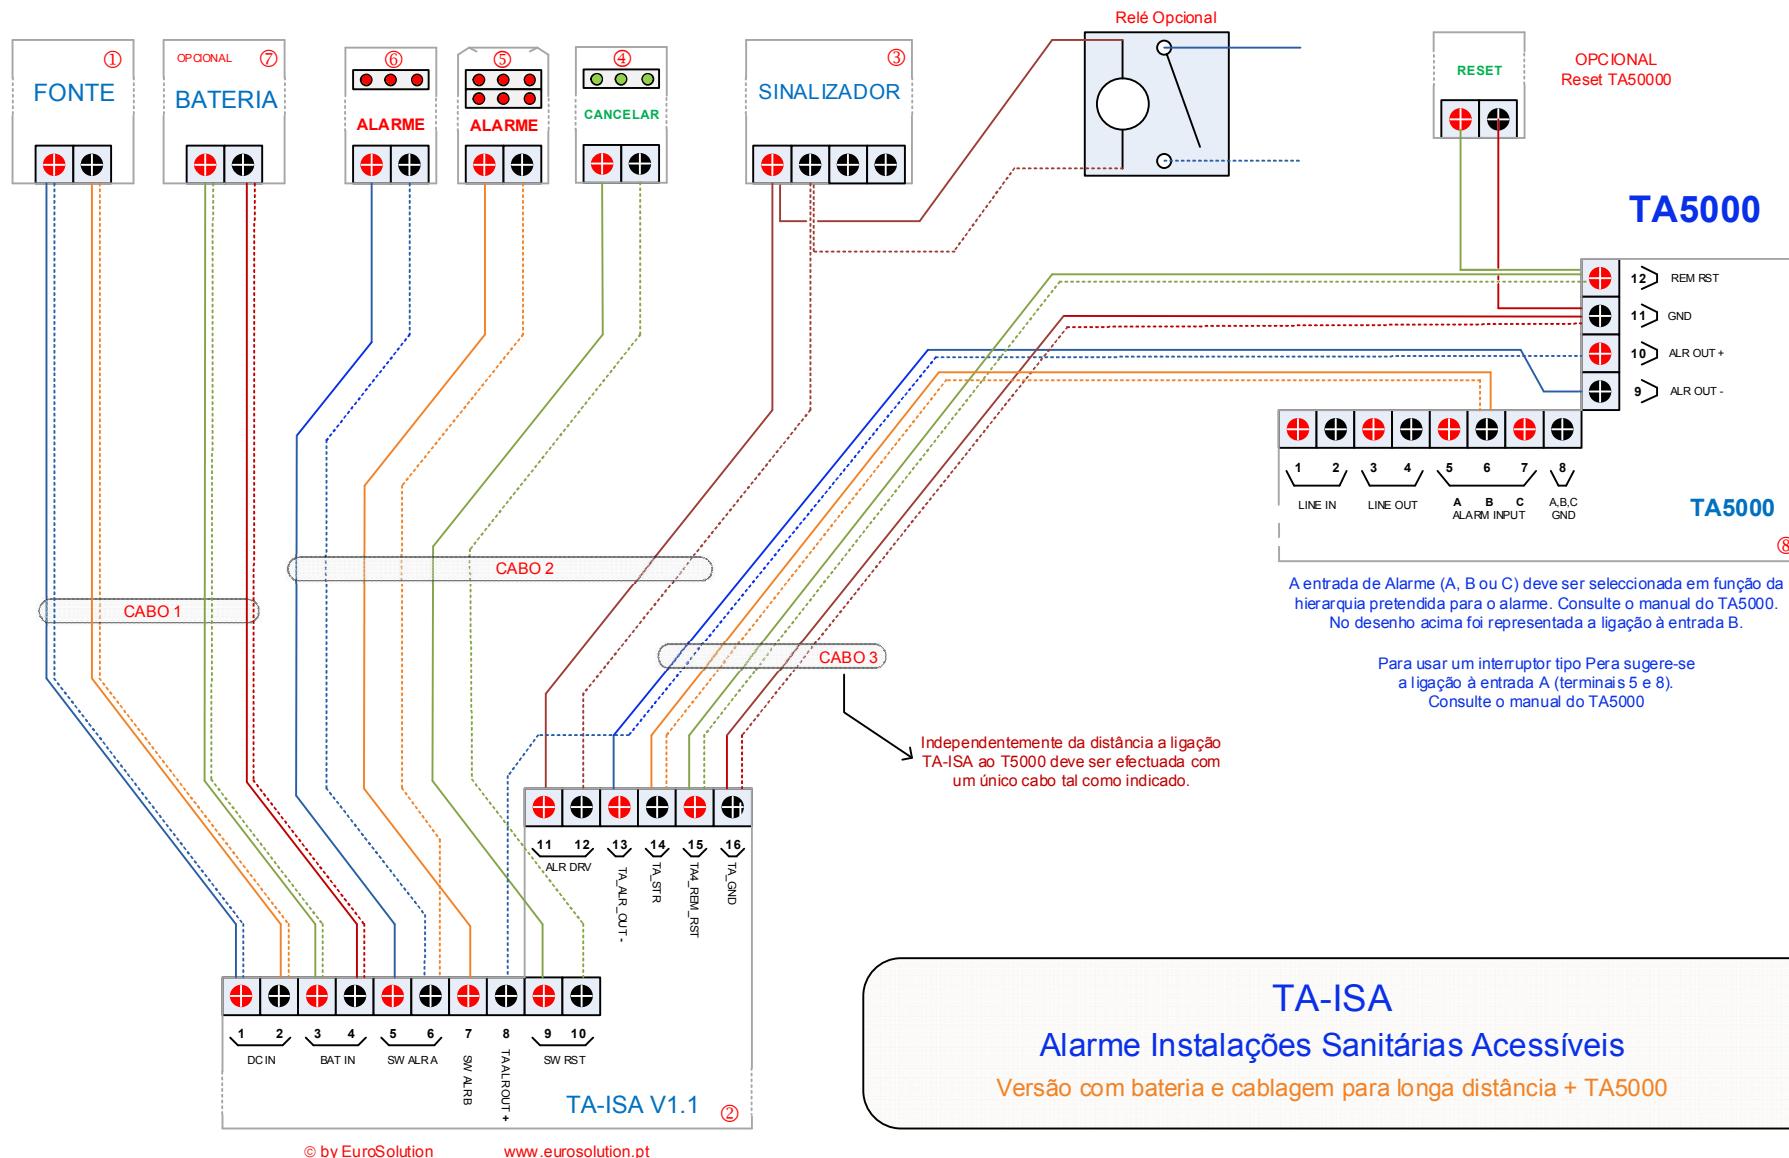 Relé Opcional
① FONTE
OPCIONAL ⑦
BATERIA
⑥ ALARME
⑤ ALARME
④ CANCELAR
③ SINALIZADOR
RESET
OPCIONAL
Reset TA50000
TA5000
12 REM RST
11 GND
10 ALR OUT +
9 ALR OUT -
1 2 3 4 5 6 7 8
A B C A,B,C
LINE IN LINE OUT ALARM INPUT GND
TA5000
⑧
A entrada de Alarme (A, B ou C) deve ser seleccionada em função da
hierarquia pretendida para o alarme. Consulte o manual do TA5000.
No desenho acima foi representada a ligação à entrada B.
Para usar um interruptor tipo Pera sugere-se
a ligação à entrada A (terminais 5 e 8).
Consulte o manual do TA5000
CABO 2
CABO 1
CABO 3
Independentemente da distância a ligação
TA-ISA ao T5000 deve ser efectuada com
um único cabo tal como indicado.
11 12 13 14 15 16
ALR DRV
TA_ALR_OUT -
TA_STR
TA4_REM_RST
TA_GND
1 2 3 4 5 6 7 8 9 10
DC IN BAT IN SW ALR A
SW ALR B
TA ALR OUT +
SW RST
TA-ISA V1.1 ②
TA-ISA
Alarme Instalações Sanitárias Acessíveis
Versão com bateria e cablagem para longa distância + TA5000
© by EuroSolution www.eurosolution.pt